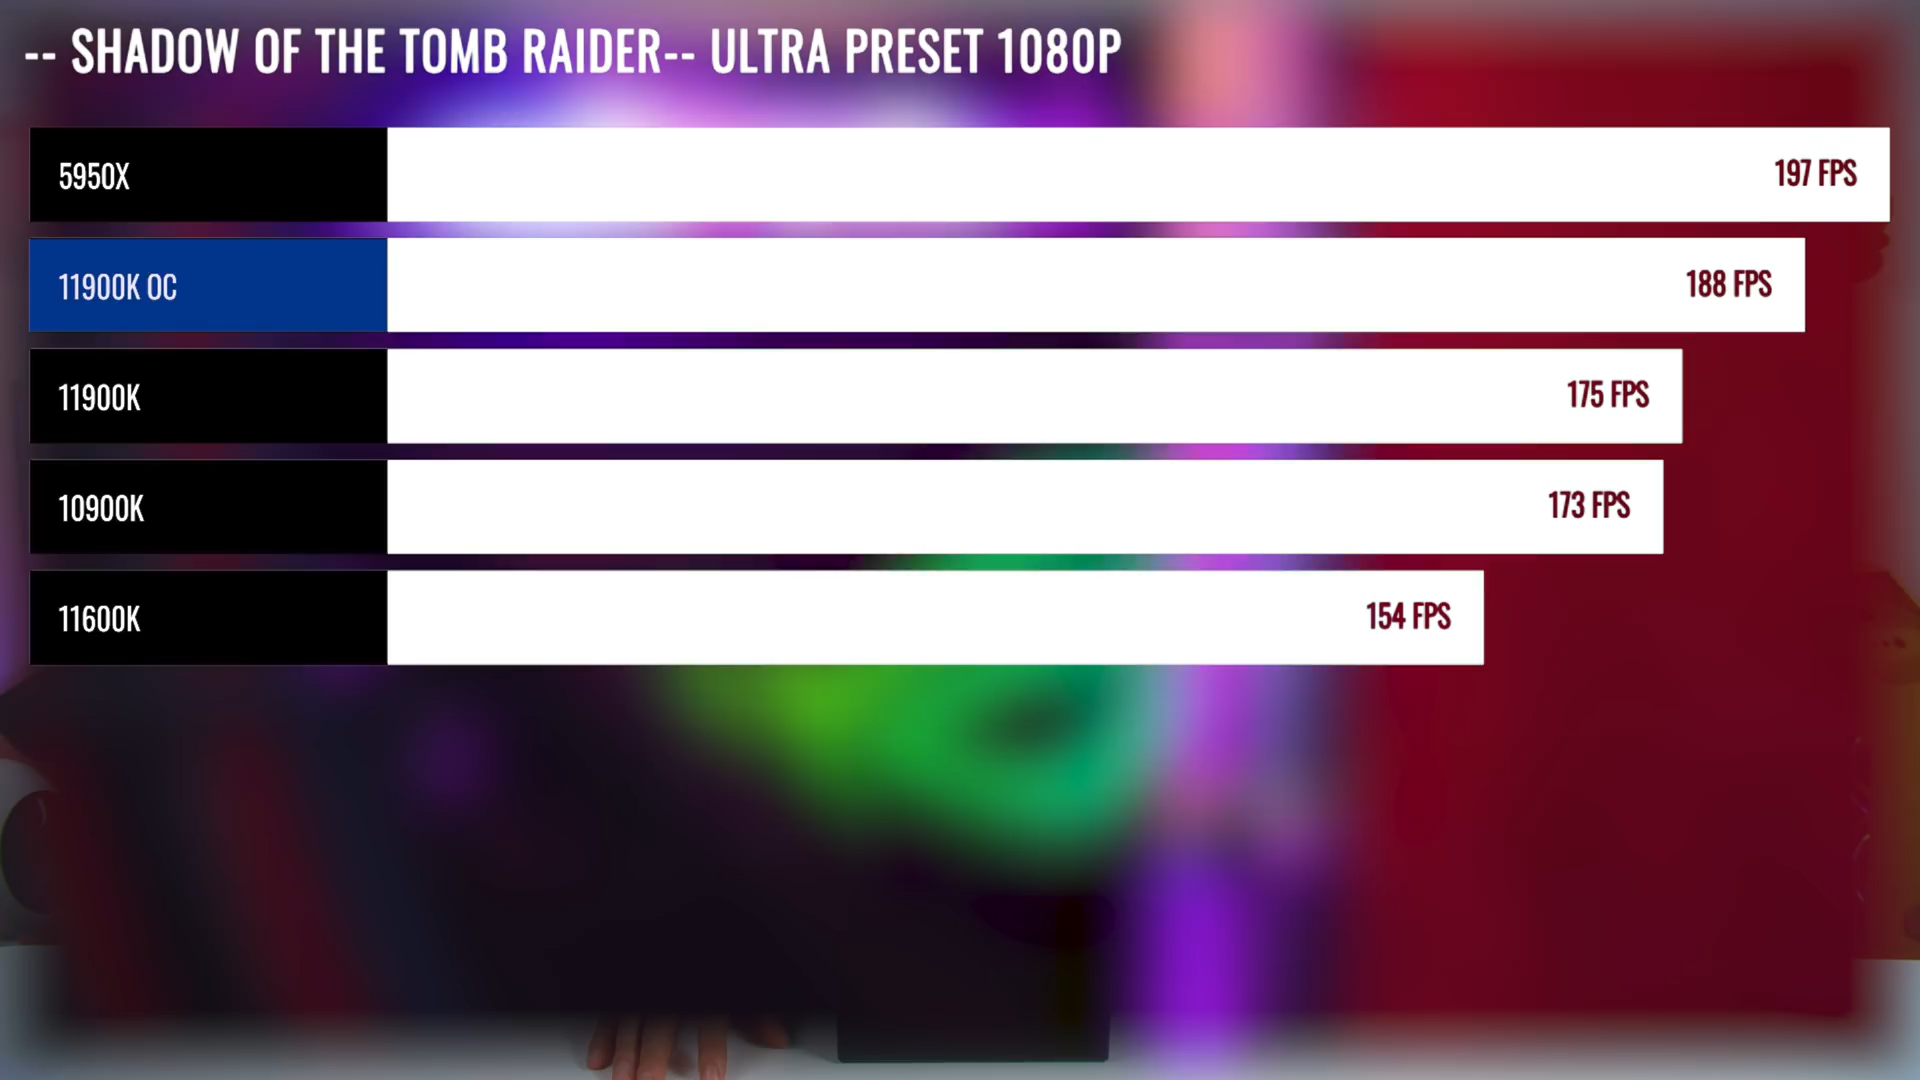 -- SHADOW OF THE TOMB RAIDER-- ULTRA PRESET 1080P
5950X 197 FPS
11900K OC 188 FPS
11900K 175 FPS
10900K 173 FPS
11600K 154 FPS